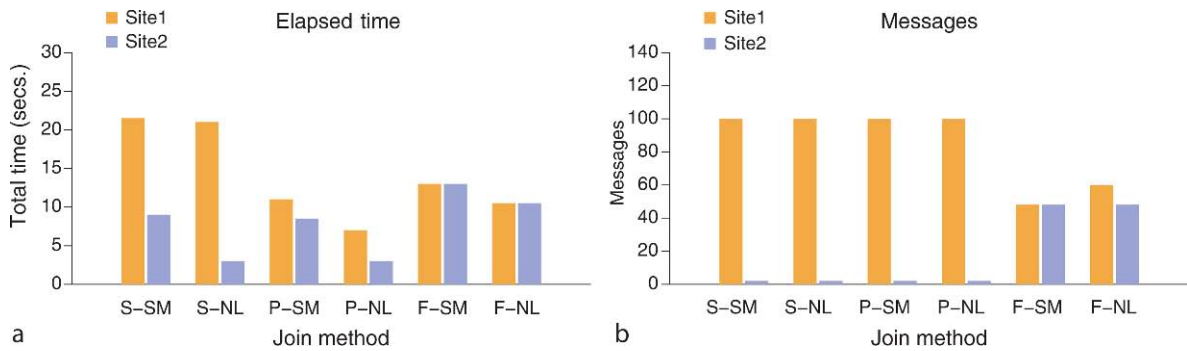 Elapsed time
Site1
Site2
Total time (secs.)
30
25
20
15
10
5
0
S–SM S–NL P–SM P–NL F–SM F–NL
Join method
a
Messages
Site1
Site2
Messages
140
120
100
80
60
40
20
0
S–SM S–NL P–SM P–NL F–SM F–NL
Join method
b